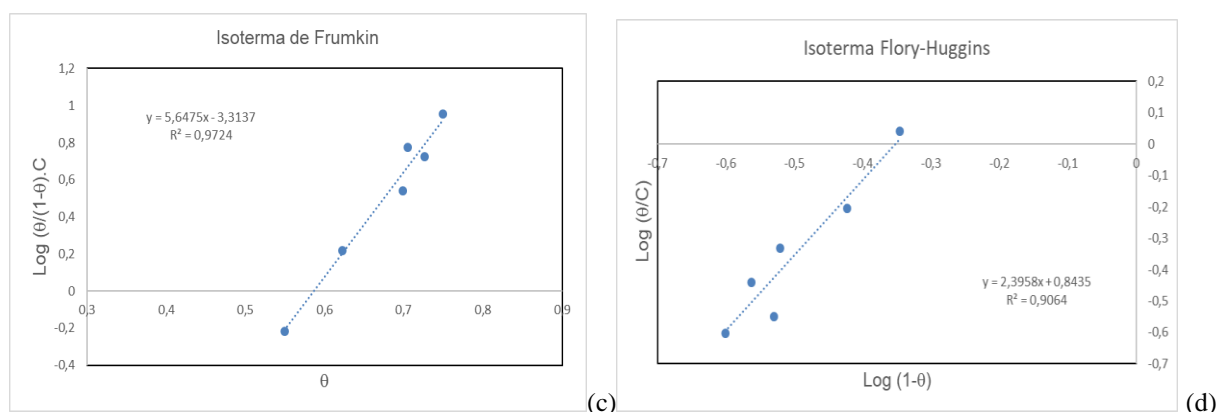 Isoterma de Frumkin
1,2
1
0,8
0,6
0,4
0,2
0
-0,2
-0,4
0,3
0,4
0,5
0,6
0,7
0,8
0,9
y = 5,6475x - 3,3137
R² = 0,9724
Log (θ/(1-θ).C
θ
(c)
Isoterma Flory-Huggins
0,2
0,1
0
-0,1
-0,2
-0,3
-0,4
-0,5
-0,6
-0,7
-0,7
-0,6
-0,5
-0,4
-0,3
-0,2
-0,1
0
y = 2,3958x + 0,8435
R² = 0,9064
Log (θ/C)
Log (1-θ)
(d)